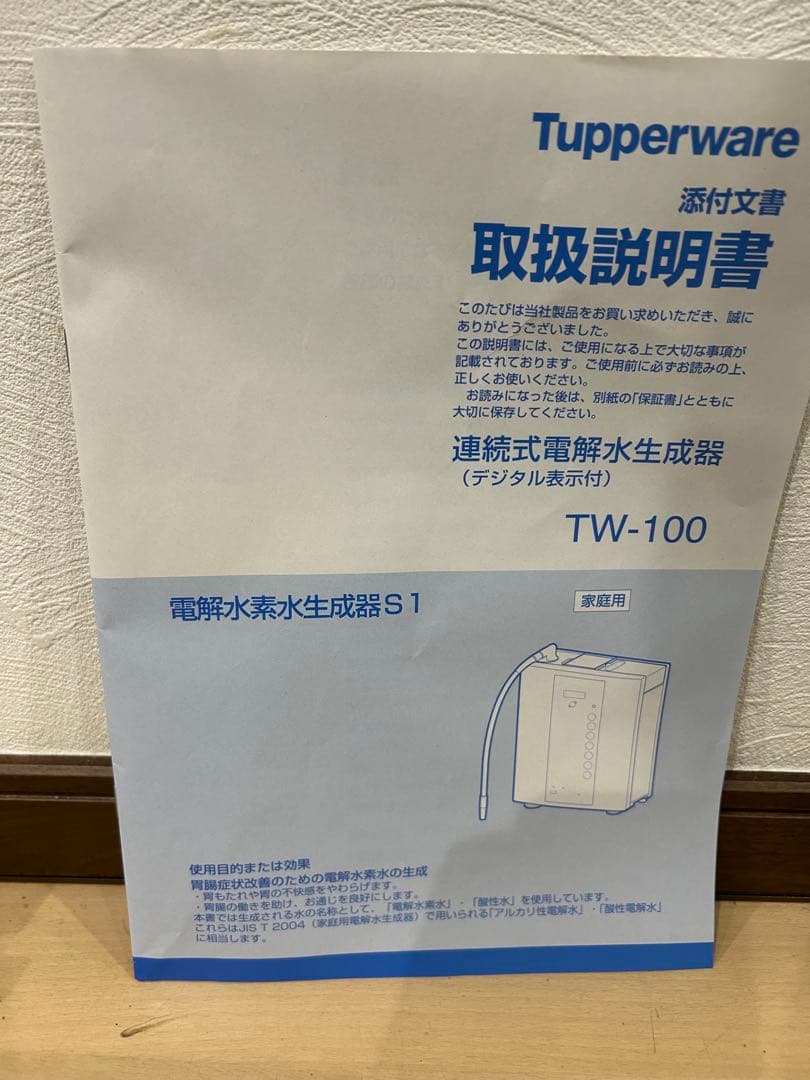 Tupperware
添付文書
取扱説明書
このたびは当社製品をお買い求めいただき、誠に
ありがとうございました。
この説明書には、ご使用になる上で大切な事項が
記載されております。ご使用前に必ずお読みの上、
正しくお使いください。
お読みになった後は、別紙の「保証書」とともに
大切に保存してください。
連続式電解水生成器
（デジタル表示付）
TW-100
電解水素水生成器S1
家庭用
使用目的または効果
胃腸症状改善のための電解水素水の生成
・胃もたれや胃の不快感をやわらげます。
・胃腸の働きを助け、お通じを良好にします。
本書では生成される水の名称として、「電解水素水」・「酸性水」を使用しています。
これらはJIS T 2004（家庭用電解水生成器）で用いられる「アルカリ性電解水」・「酸性電解水」
に相当します。